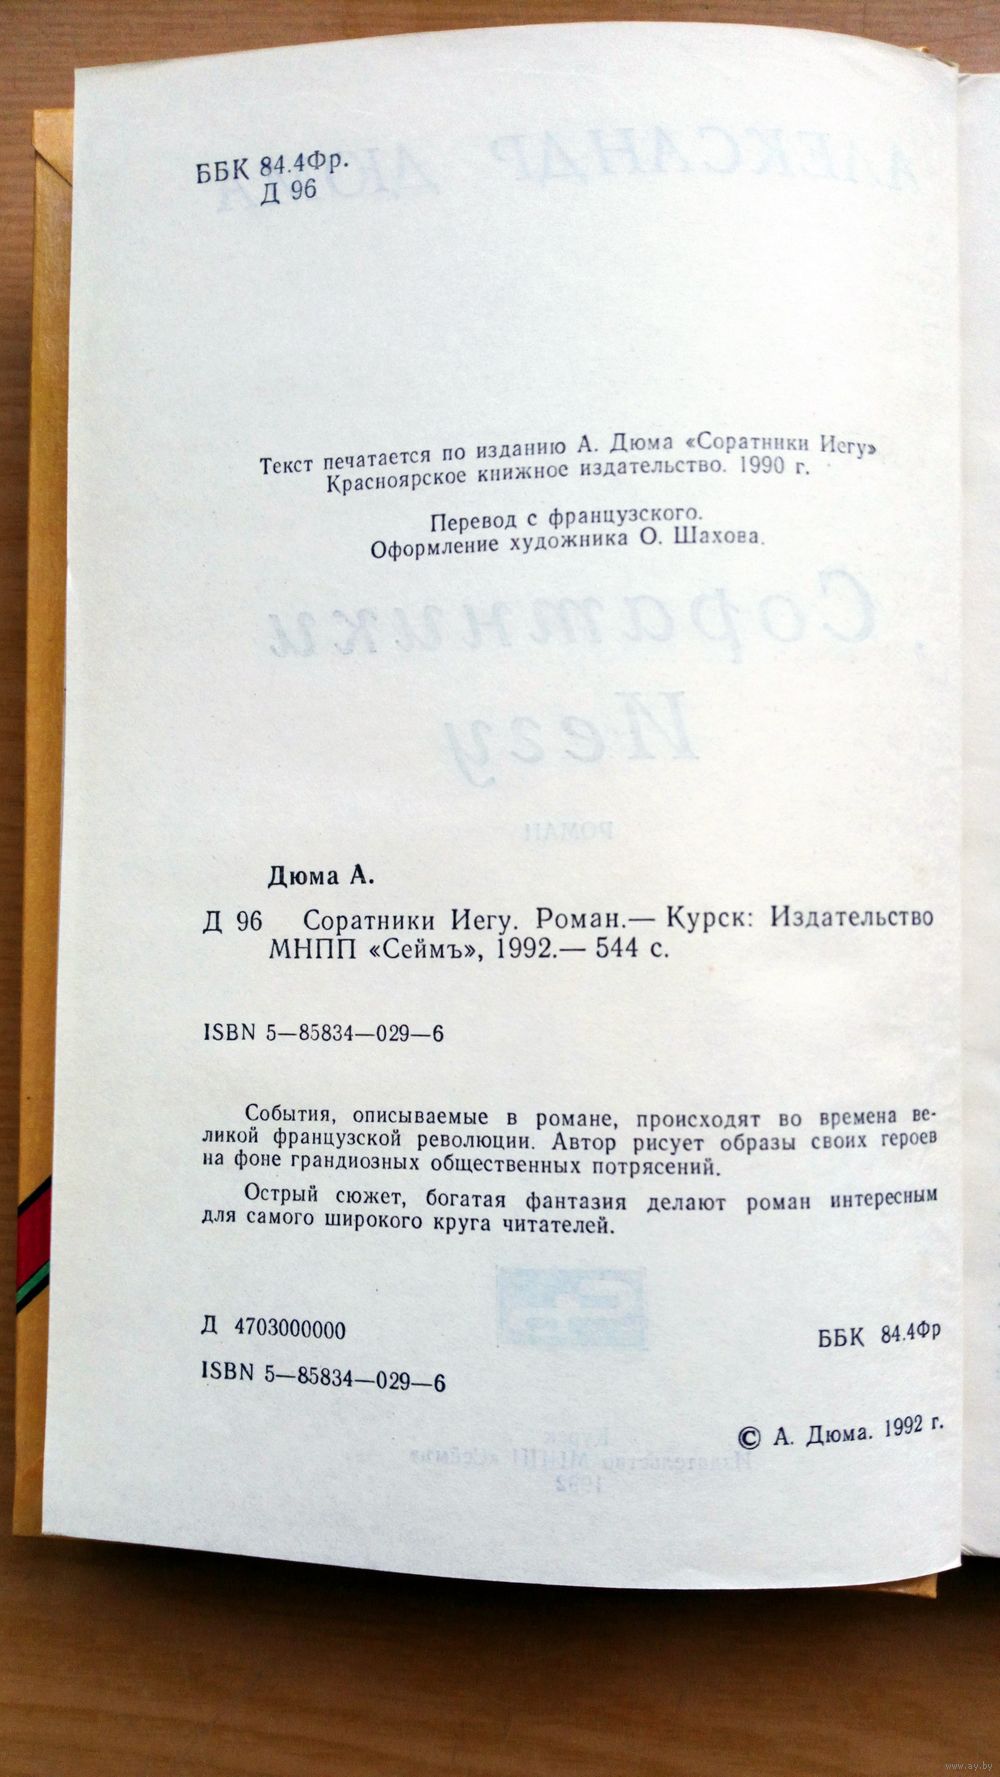 ББК 84.4Фр.
Д 96
Текст печатается по изданию А. Дюма «Соратники Иегу»
Красноярское книжное издательство. 1990 г.
Перевод с французского.
Оформление художника О. Шахова.
Дюма А.
Д 96 Соратники Иегу. Роман.— Курск: Издательство
МНПП «Сеймъ», 1992.— 544 с.
ISBN 5—85834—029—6
События, описываемые в романе, происходят во времена ве-
ликой французской революции. Автор рисует образы своих героев
на фоне грандиозных общественных потрясений.
Острый сюжет, богатая фантазия делают роман интересным
для самого широкого круга читателей.
Д 4703000000
ББК 84.4Фр
ISBN 5—85834—029—6
© А. Дюма. 1992 г.
www.ay.by